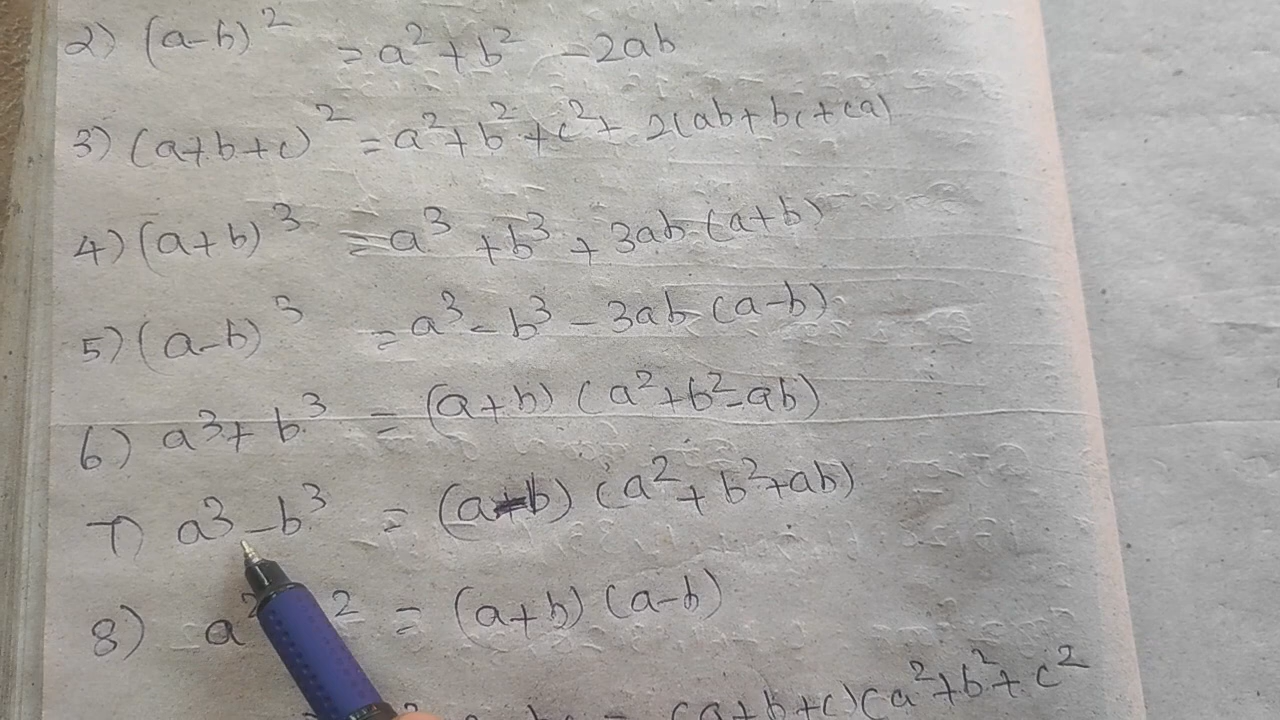 2) (a-b)² = a² + b² - 2ab
3) (a+b+c)² = a² + b² + c² + 2(ab + bc + ca)
4) (a+b)³ = a³ + b³ + 3ab (a+b)
5) (a-b)³ = a³ - b³ - 3ab (a-b)
6) a³ + b³ = (a+b) (a² + b² - ab)
7) a³ - b³ = (a-b) (a² + b² + ab)
8) a² 2 = (a+b) (a-b)
= (a+b+c) (a² + b² + c²